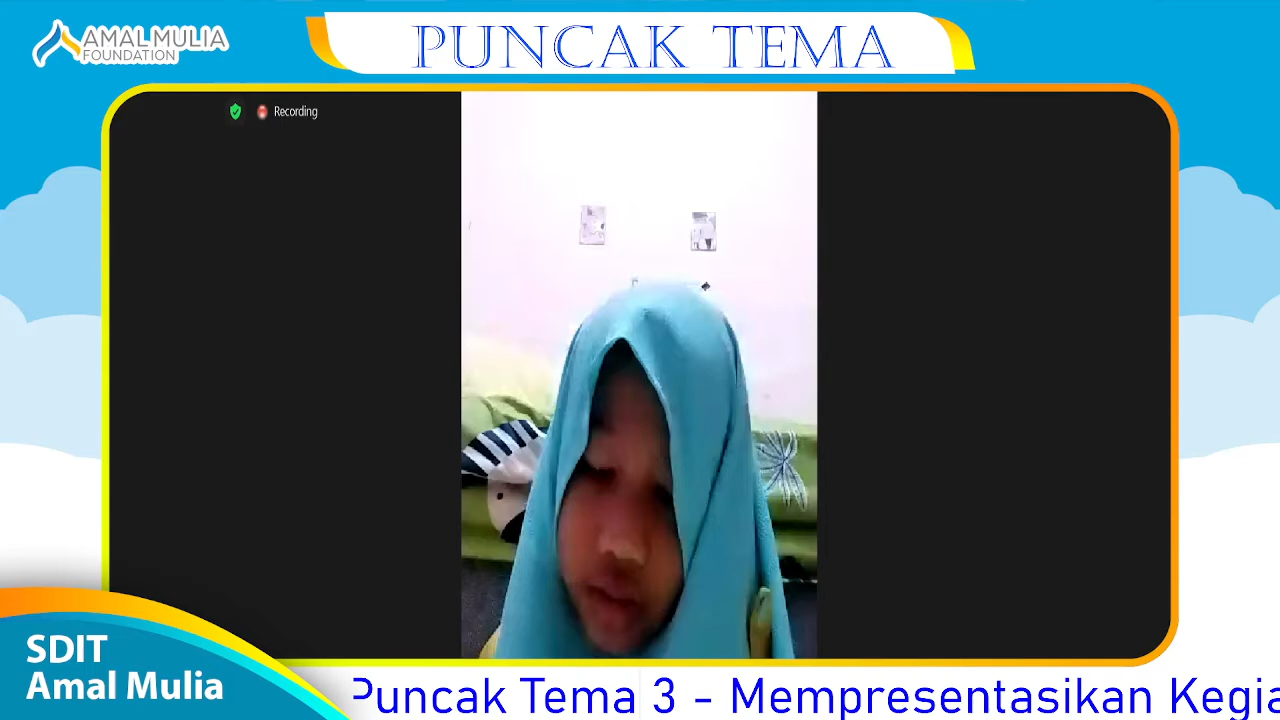 AMAL MULIA
FOUNDATION
PUNCAK TEMA
Recording
SDIT
Amal Mulia
Puncak Tema 3 - Mempresentasikan Kegia